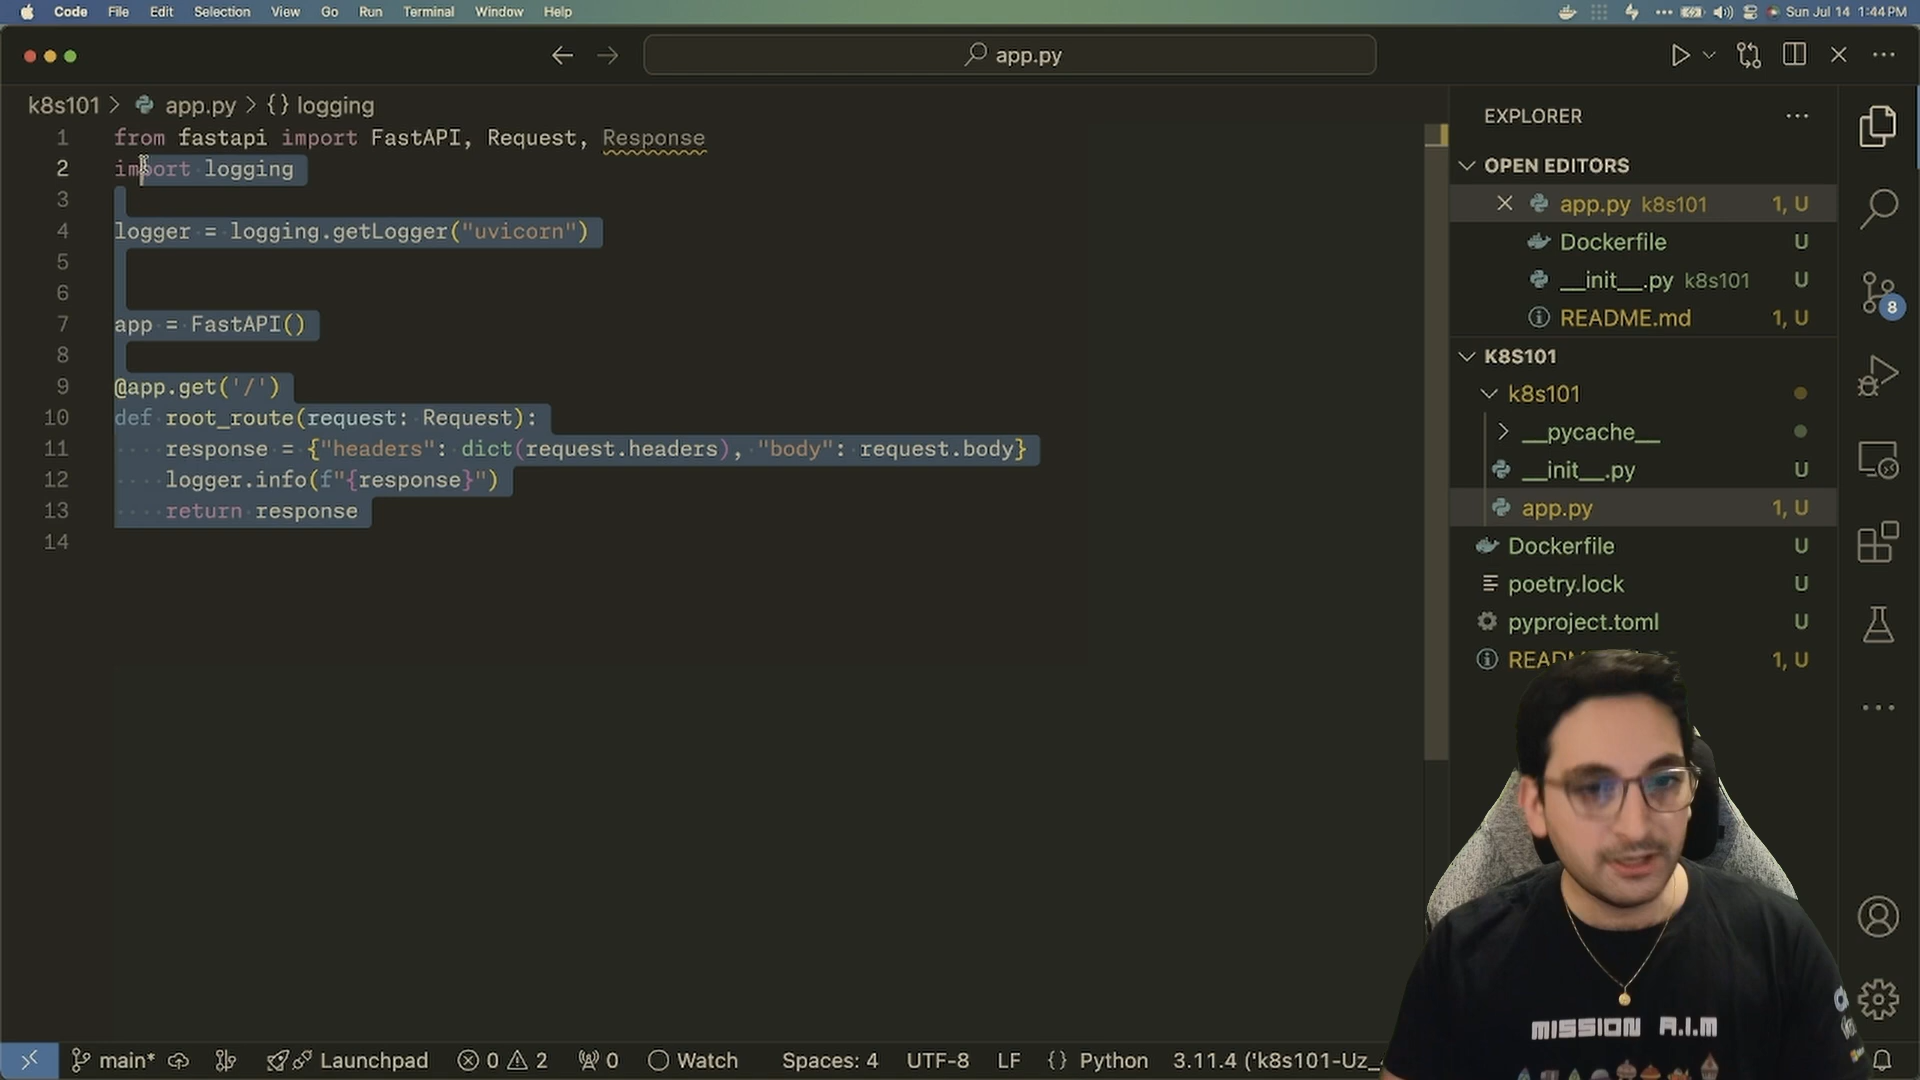 Code File Edit Selection View Go Run Terminal Window Help
Sun Jul 14 1:44 PM
app.py
k8s101 > app.py > {} logging
1 from fastapi import FastAPI, Request, Response
2 import logging
3
4 logger = logging.getLogger("uvicorn")
5
6
7 app = FastAPI()
8
9 @app.get('/')
10 def root_route(request: Request):
11 response = {"headers": dict(request.headers), "body": request.body}
12 logger.info(f"{response}")
13 return response
14
EXPLORER
OPEN EDITORS
app.py k8s101 1, U
Dockerfile U
__init__.py k8s101 U
README.md 1, U
K8S101
k8s101
__pycache__
__init__.py U
app.py 1, U
Dockerfile U
poetry.lock U
pyproject.toml U
1, U
8
MISSION A.I.M
main* Launchpad 0 2 0 Watch Spaces: 4 UTF-8 LF {} Python 3.11.4 ('k8s101-Uz_